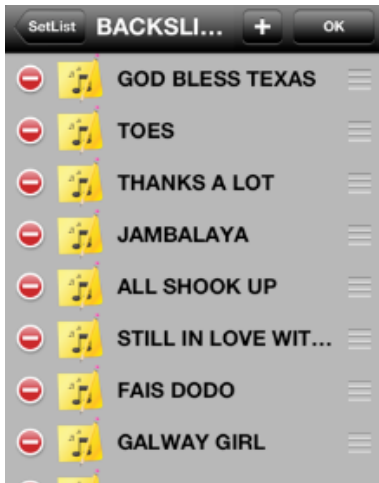 SetList BACKSLI... + OK
GOD BLESS TEXAS
TOES
THANKS A LOT
JAMBALAYA
ALL SHOOK UP
STILL IN LOVE WIT...
FAIS DODO
GALWAY GIRL